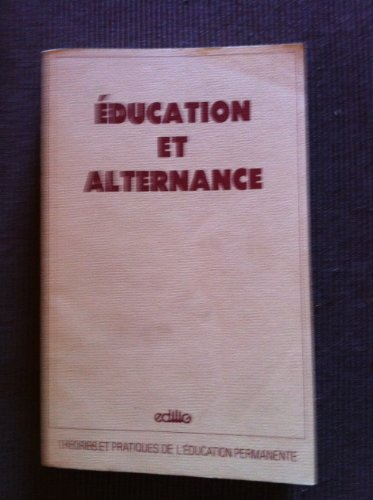 ÉDUCATION
ET
ALTERNANCE
edilig
THÉORIES ET PRATIQUES DE L'ÉDUCATION PERMANENTE